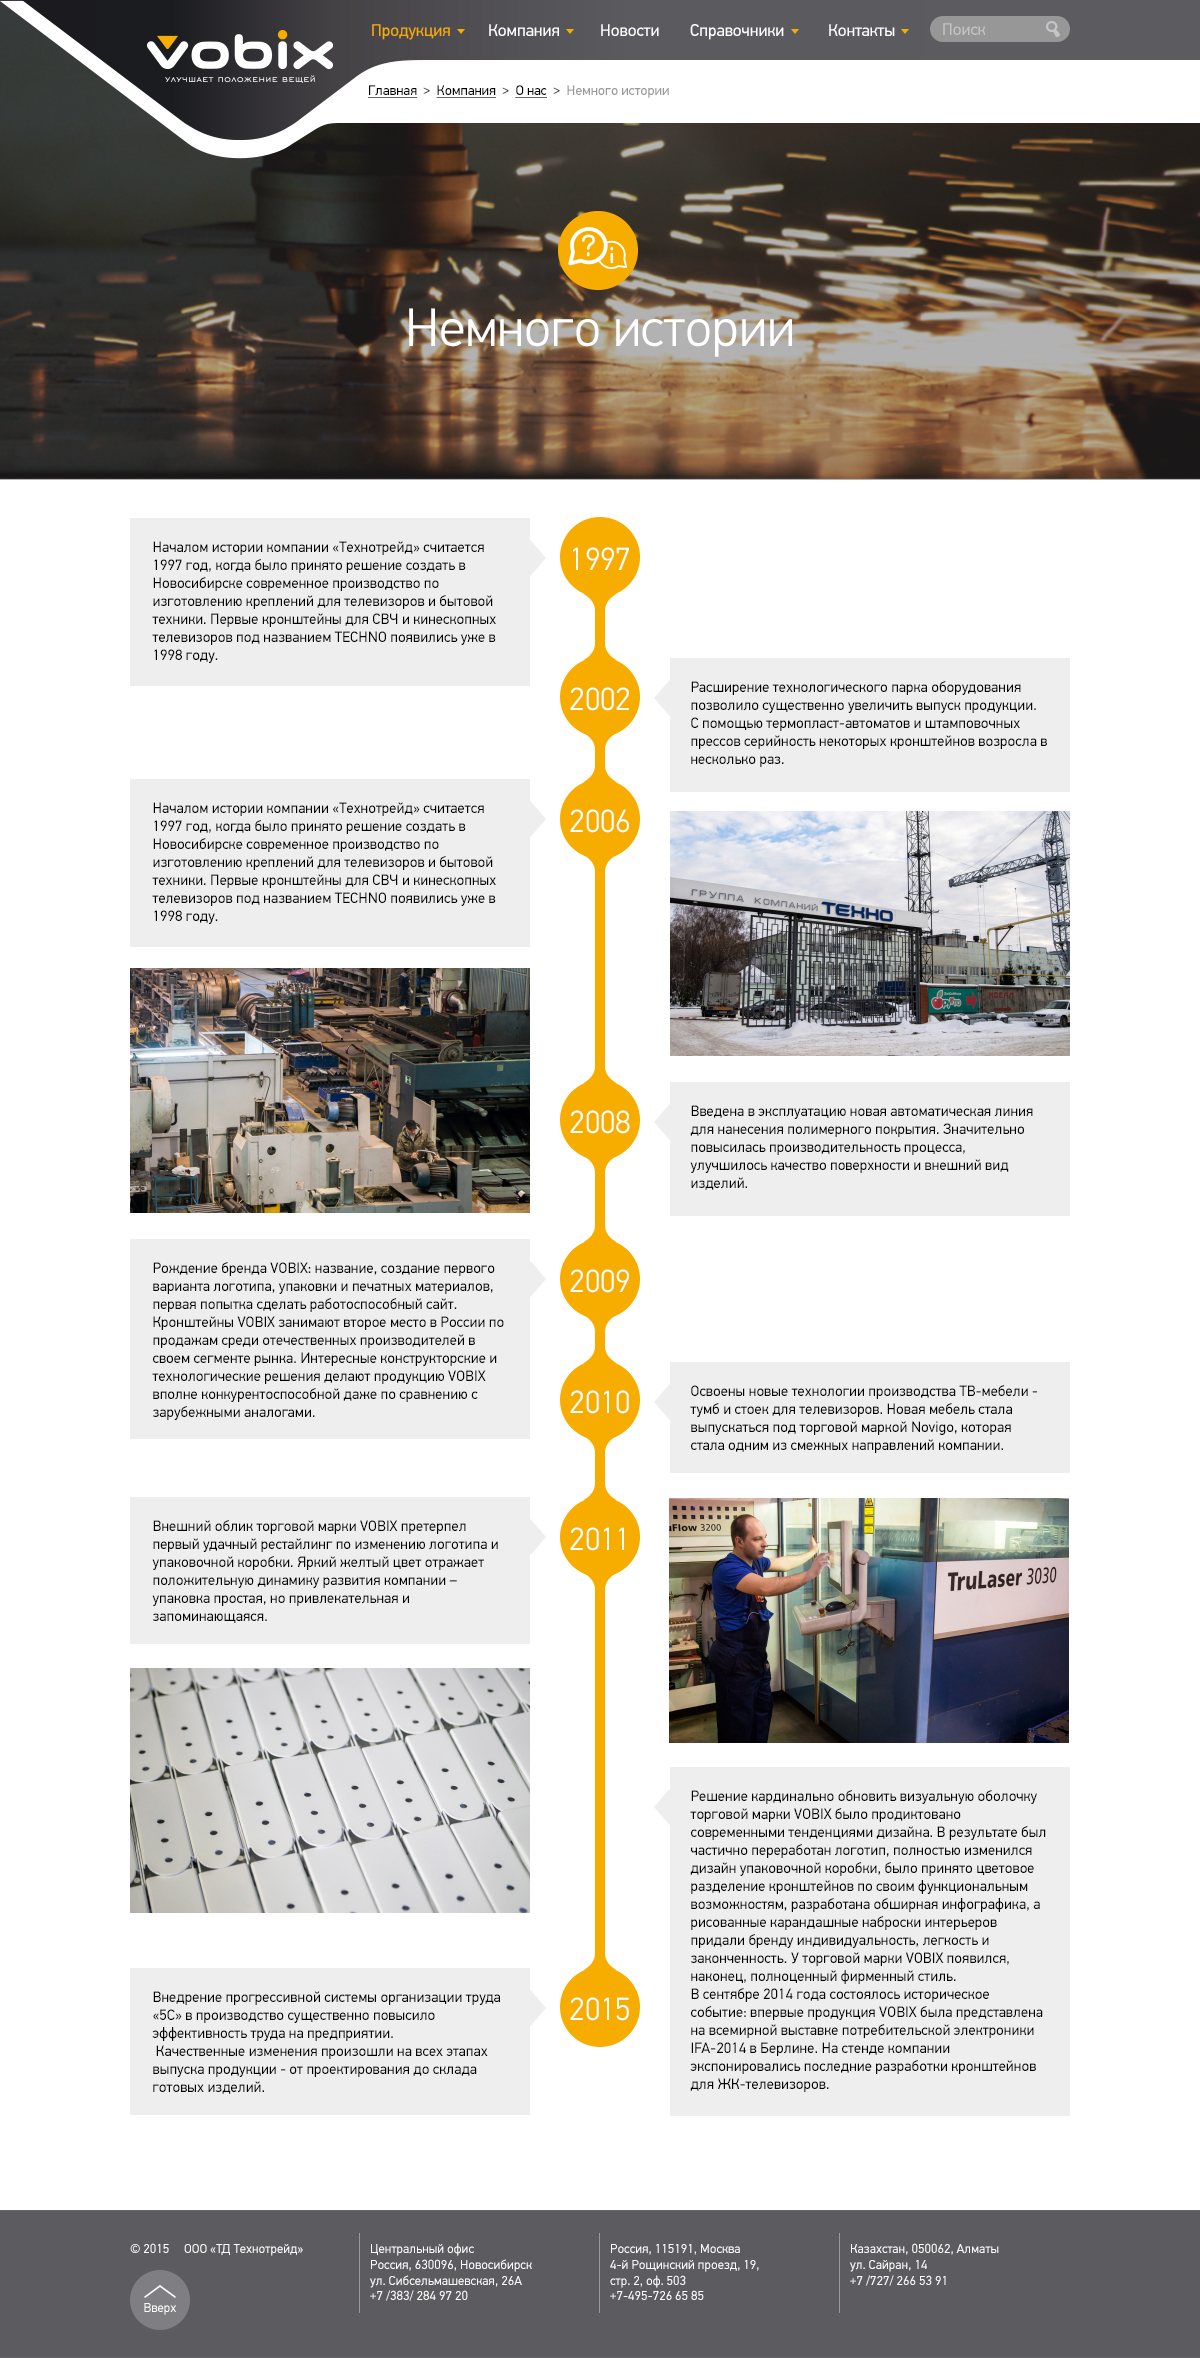 Продукция
Компания
Новости
Справочники
Контакты
Поиск
vobix
УЛУЧШАЕТ ПОЛОЖЕНИЕ ВЕЩЕЙ
Главная > Компания > О нас > Немного истории
Немного истории
1997
Началом истории компании «Технотрейд» считается
1997 год, когда было принято решение создать в
Новосибирске современное производство по
изготовлению креплений для телевизоров и бытовой
техники. Первые кронштейны для СВЧ и кинескопных
телевизоров под названием TECHNO появились уже в
1998 году.
2002
Расширение технологического парка оборудования
позволило существенно увеличить выпуск продукции.
С помощью термопласт-автоматов и штамповочных
прессов серийность некоторых кронштейнов возросла в
несколько раз.
2006
Началом истории компании «Технотрейд» считается
1997 год, когда было принято решение создать в
Новосибирске современное производство по
изготовлению креплений для телевизоров и бытовой
техники. Первые кронштейны для СВЧ и кинескопных
телевизоров под названием TECHNO появились уже в
1998 году.
ГРУППА КОМПАНИЙ ТЕХНО
2008
Введена в эксплуатацию новая автоматическая линия
для нанесения полимерного покрытия. Значительно
повысилась производительность процесса,
улучшилось качество поверхности и внешний вид
изделий.
2009
Рождение бренда VOBIX: название, создание первого
варианта логотипа, упаковки и печатных материалов,
первая попытка сделать работоспособный сайт.
Кронштейны VOBIX занимают второе место в России по
продажам среди отечественных производителей в
своем сегменте рынка. Интересные конструкторские и
технологические решения делают продукцию VOBIX
вполне конкурентоспособной даже по сравнению с
зарубежными аналогами.
2010
Освоены новые технологии производства ТВ-мебели -
тумб и стоек для телевизоров. Новая мебель стала
выпускаться под торговой маркой Novigo, которая
стала одним из смежных направлений компании.
2011
Внешний облик торговой марки VOBIX претерпел
первый удачный рестайлинг по изменению логотипа и
упаковочной коробки. Яркий желтый цвет отражает
положительную динамику развития компании –
упаковка простая, но привлекательная и
запоминающаяся.
uFlow 3200
TruLaser 3030
Решение кардинально обновить визуальную оболочку
торговой марки VOBIX было продиктовано
современными тенденциями дизайна. В результате был
частично переработан логотип, полностью изменился
дизайн упаковочной коробки, было принято цветовое
разделение кронштейнов по своим функциональным
возможностям, разработана обширная инфографика, а
рисованные карандашные наброски интерьеров
придали бренду индивидуальность, легкость и
законченность. У торговой марки VOBIX появился,
наконец, полноценный фирменный стиль.
В сентябре 2014 года состоялось историческое
событие: впервые продукция VOBIX была представлена
на всемирной выставке потребительской электроники
IFA-2014 в Берлине. На стенде компании
экспонировались последние разработки кронштейнов
для ЖК-телевизоров.
2015
Внедрение прогрессивной системы организации труда
«5С» в производство существенно повысило
эффективность труда на предприятии.
Качественные изменения произошли на всех этапах
выпуска продукции - от проектирования до склада
готовых изделий.
© 2015 ООО «ТД Технотрейд»
Вверх
Центральный офис
Россия, 630096, Новосибирск
ул. Сибсельмашевская, 26А
+7 /383/ 284 97 20
Россия, 115191, Москва
4-й Рощинский проезд, 19,
стр. 2, оф. 503
+7-495-726 65 85
Казахстан, 050062, Алматы
ул. Сайран, 14
+7 /727/ 266 53 91